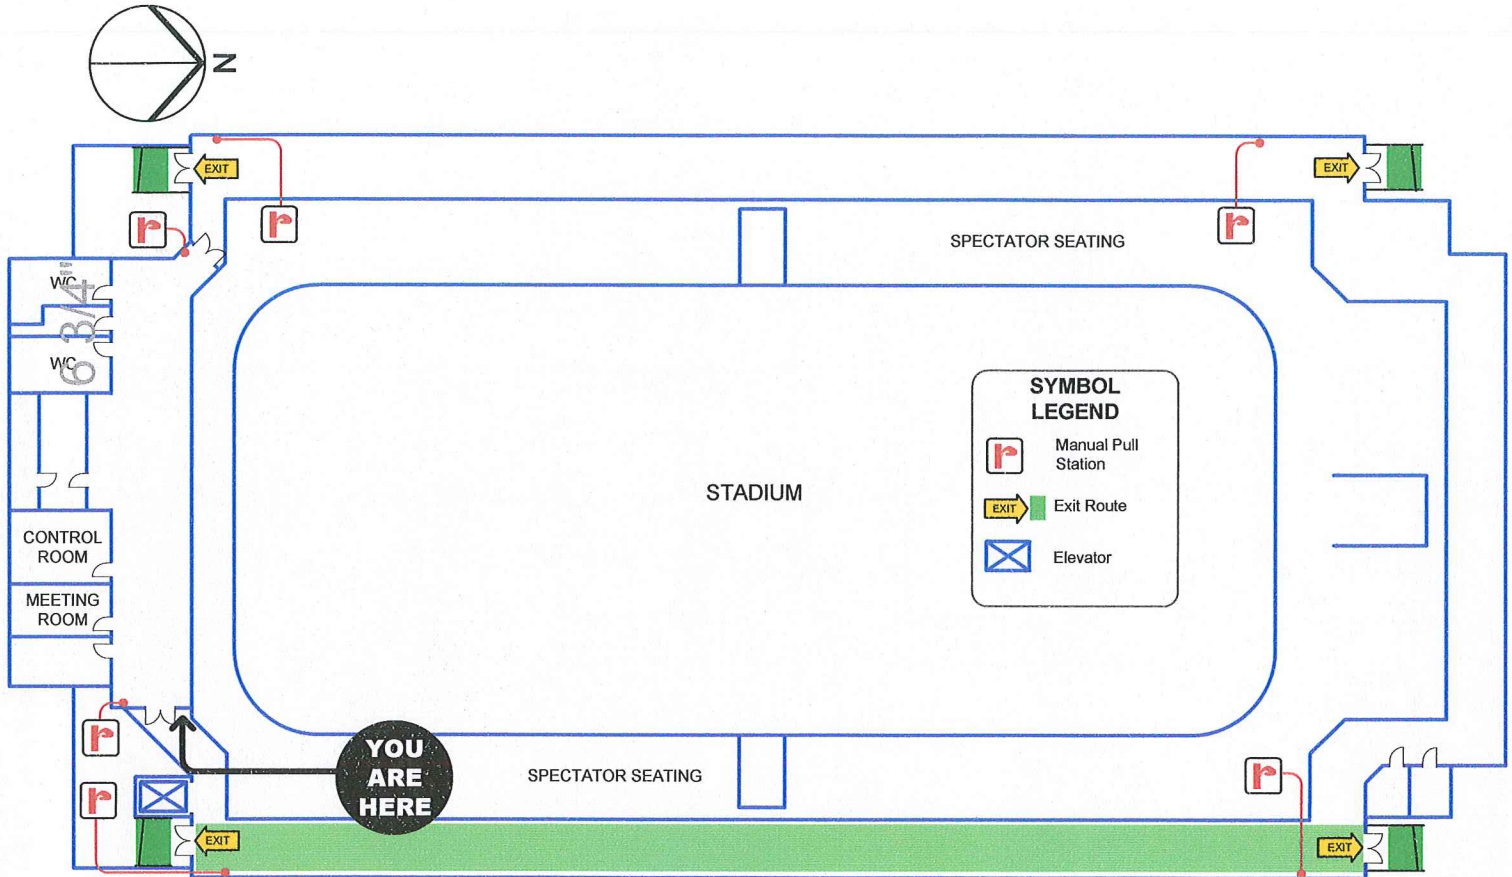 N
EXIT
EXIT
r
r
r
SPECTATOR SEATING
WC
6 3/4"
WC
SYMBOL
LEGEND
r
Manual Pull
Station
EXIT
Exit Route
Elevator
STADIUM
CONTROL
ROOM
MEETING
ROOM
r
YOU
ARE
HERE
SPECTATOR SEATING
r
r
EXIT
EXIT